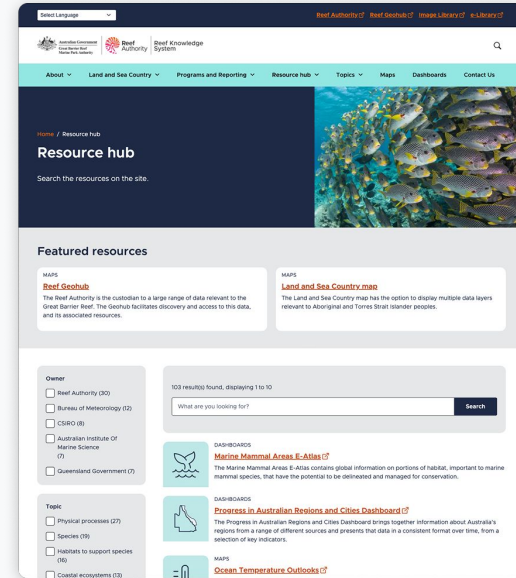 Select Language
Reef Authority Reef Geohub Image Library e-Library
Australian Government
Great Barrier Reef
Marine Park Authority
Reef
Authority
Reef Knowledge
System
About Land and Sea Country Programs and Reporting Resource hub Topics Maps Dashboards Contact Us
Home / Resource hub
Resource hub
Search the resources on the site.
Featured resources
MAPS
Reef Geohub
The Reef Authority is the custodian to a large range of data relevant to the
Great Barrier Reef. The Geohub facilitates discovery and access to this data,
and its associated resources.
MAPS
Land and Sea Country map
The Land and Sea Country map has the option to display multiple data layers
relevant to Aboriginal and Torres Strait Islander peoples.
Owner
Reef Authority (30)
Bureau of Meteorology (12)
CSIRO (8)
Australian Institute Of
Marine Science
(7)
Queensland Government (7)
Topic
Physical processes (27)
Species (19)
Habitats to support species
(16)
Coastal ecosystems (13)
103 result(s) found, displaying 1 to 10
What are you looking for?
Search
DASHBOARDS
Marine Mammal Areas E-Atlas
The Marine Mammal Areas E-Atlas contains global information on portions of habitat, important to marine
mammal species, that have the potential to be delineated and managed for conservation.
DASHBOARDS
Progress in Australian Regions and Cities Dashboard
The Progress in Australian Regions and Cities Dashboard brings together information about Australia's
regions from a range of different sources and presents that data in a consistent format over time, from a
selection of key indicators.
MAPS
Ocean Temperature Outlooks